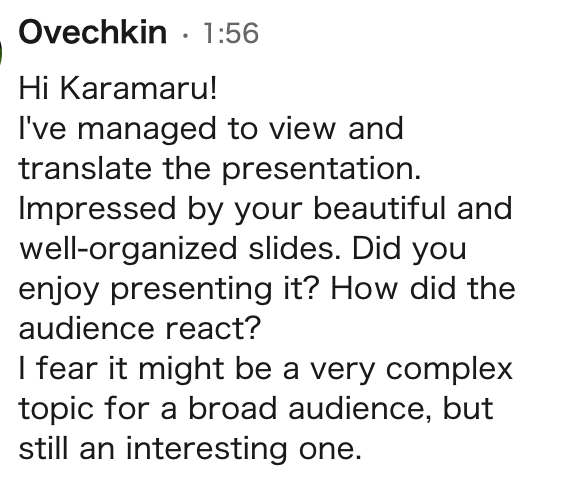 Ovechkin · 1:56
Hi Karamaru!
I've managed to view and
translate the presentation.
Impressed by your beautiful and
well-organized slides. Did you
enjoy presenting it? How did the
audience react?
I fear it might be a very complex
topic for a broad audience, but
still an interesting one.